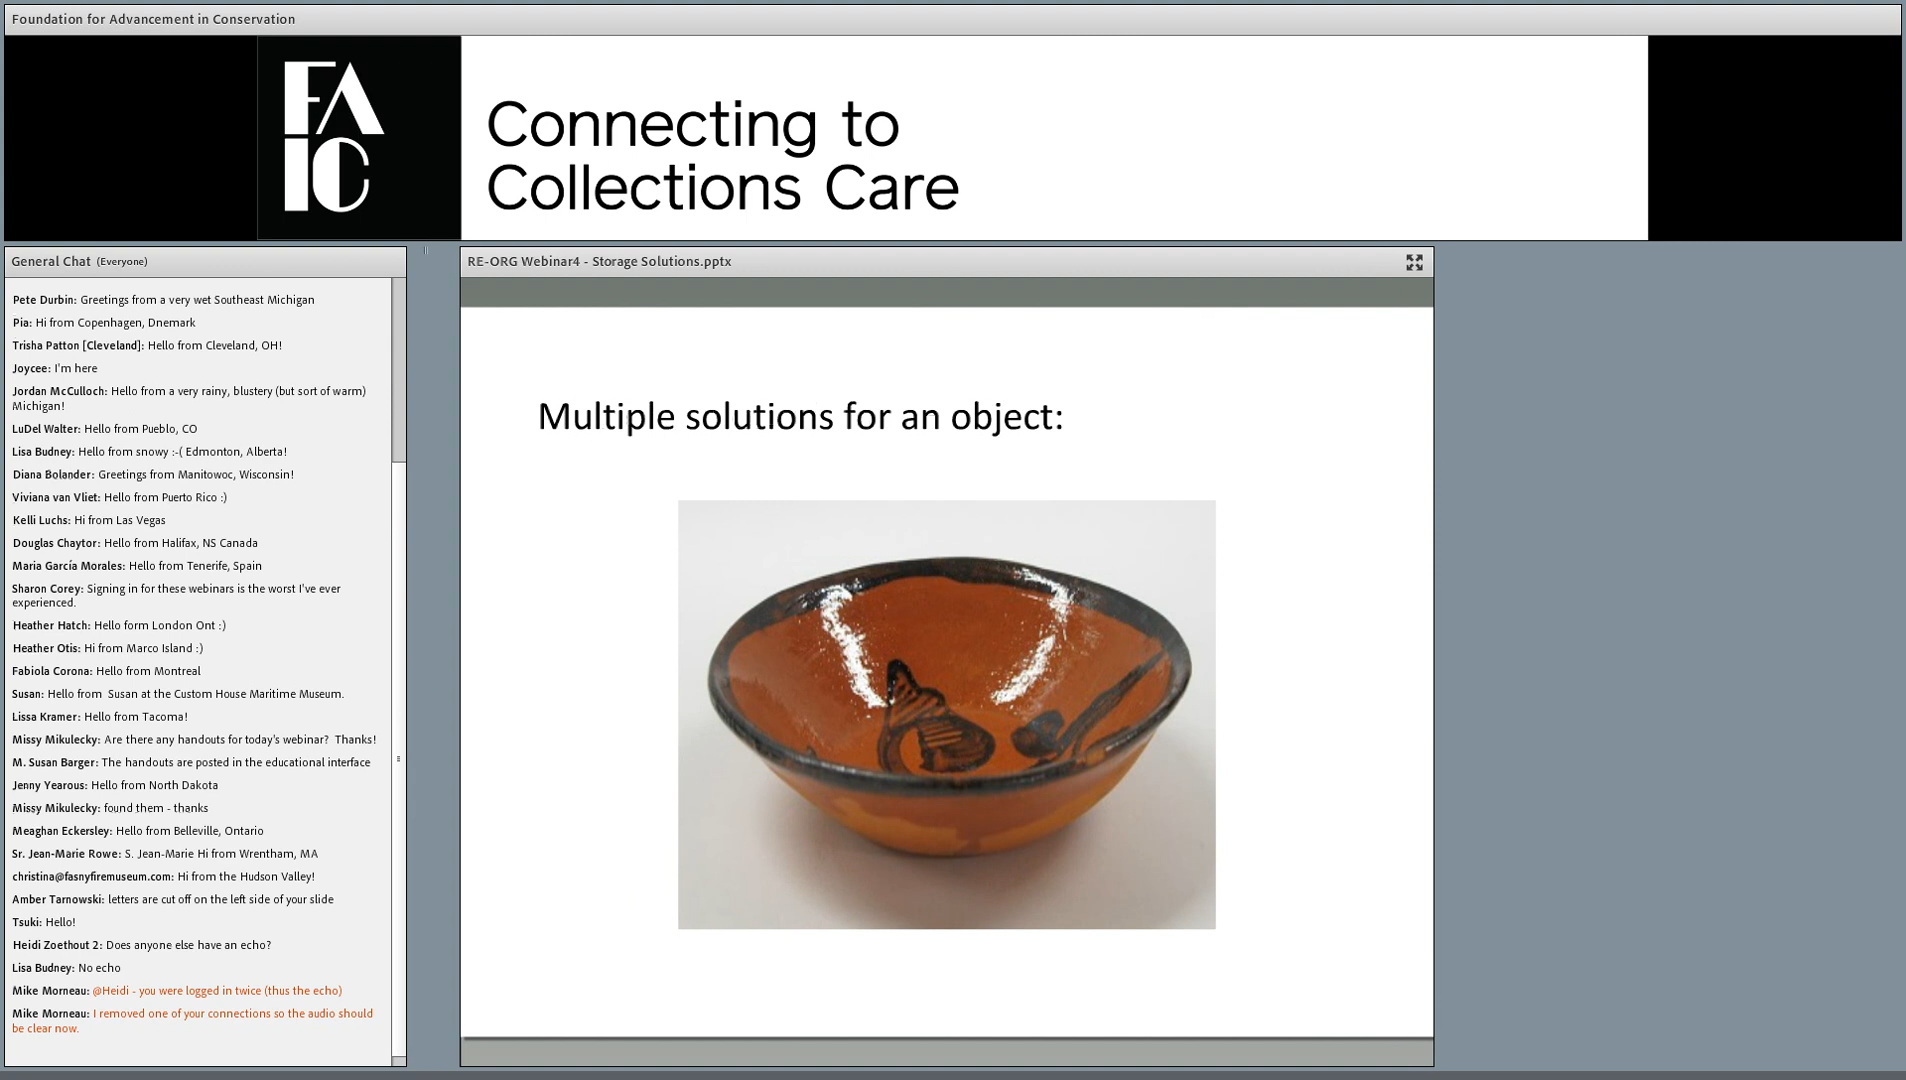 Foundation for Advancement in Conservation
FA
IC
Connecting to
Collections Care
General Chat (Everyone)
Pete Durbin: Greetings from a very wet Southeast Michigan
Pia: Hi from Copenhagen, Dnemark
Trisha Patton [Cleveland]: Hello from Cleveland, OH!
Joycee: I'm here
Jordan McCulloch: Hello from a very rainy, blustery (but sort of warm)
Michigan!
LuDel Walter: Hello from Pueblo, CO
Lisa Budney: Hello from snowy :-( Edmonton, Alberta!
Diana Bolander: Greetings from Manitowoc, Wisconsin!
Viviana van Vliet: Hello from Puerto Rico :)
Kelli Luchs: Hi from Las Vegas
Douglas Chaytor: Hello from Halifax, NS Canada
Maria García Morales: Hello from Tenerife, Spain
Sharon Corey: Signing in for these webinars is the worst I've ever
experienced.
Heather Hatch: Hello form London Ont :)
Heather Otis: Hi from Marco Island :)
Fabiola Corona: Hello from Montreal
Susan: Hello from Susan at the Custom House Maritime Museum.
Lissa Kramer: Hello from Tacoma!
Missy Mikulecky: Are there any handouts for today's webinar? Thanks!
M. Susan Barger: The handouts are posted in the educational interface
Jenny Yearous: Hello from North Dakota
Missy Mikulecky: found them - thanks
Meaghan Eckersley: Hello from Belleville, Ontario
Sr. Jean-Marie Rowe: S. Jean-Marie Hi from Wrentham, MA
christina@fasnyfiremuseum.com: Hi from the Hudson Valley!
Amber Tarnowski: letters are cut off on the left side of your slide
Tsuki: Hello!
Heidi Zoethout 2: Does anyone else have an echo?
Lisa Budney: No echo
Mike Morneau: @Heidi - you were logged in twice (thus the echo)
Mike Morneau: I removed one of your connections so the audio should
be clear now.
RE-ORG Webinar4 - Storage Solutions.pptx
Multiple solutions for an object: